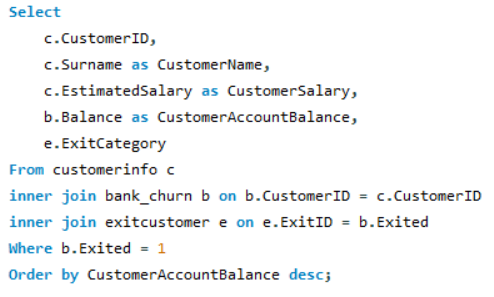 Select
c.CustomerID,
c.Surname as CustomerName,
c.EstimatedSalary as CustomerSalary,
b.Balance as CustomerAccountBalance,
e.ExitCategory
From customerinfo c
inner join bank_churn b on b.CustomerID = c.CustomerID
inner join exitcustomer e on e.ExitID = b.Exited
Where b.Exited = 1
Order by CustomerAccountBalance desc;